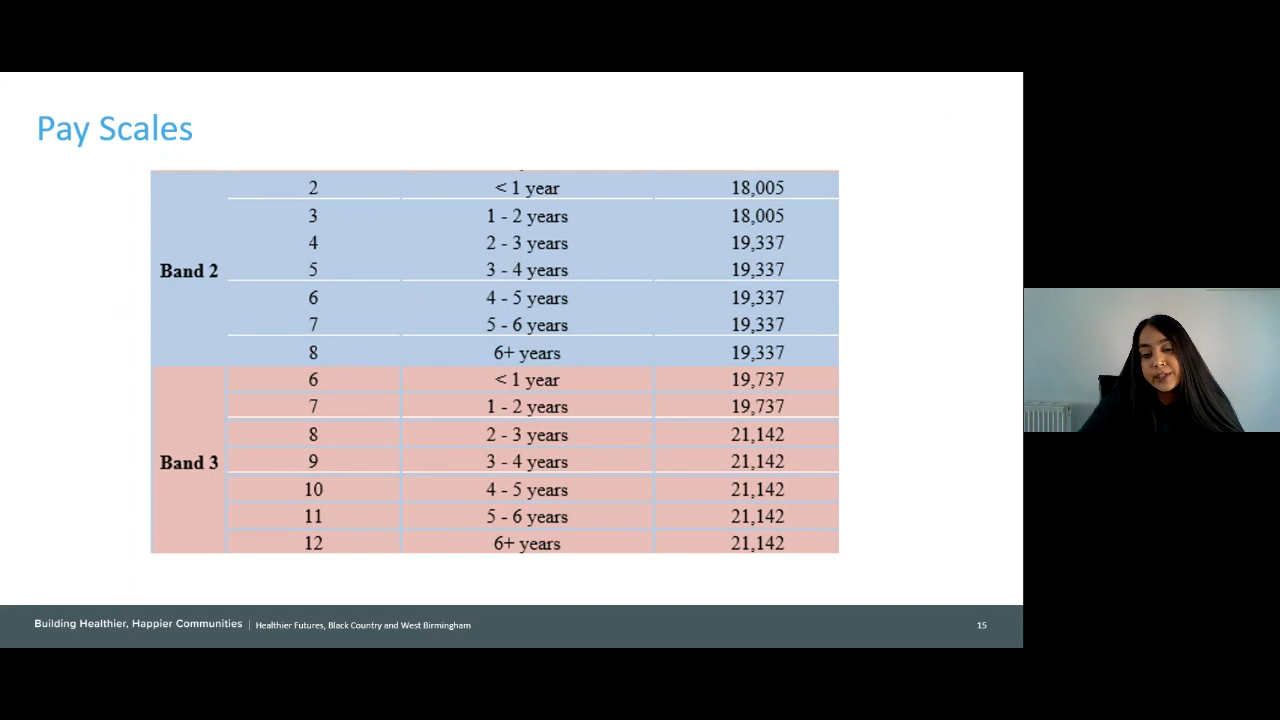 Pay Scales
2 < 1 year 18,005
3 1 - 2 years 18,005
4 2 - 3 years 19,337
Band 2 5 3 - 4 years 19,337
6 4 - 5 years 19,337
7 5 - 6 years 19,337
8 6+ years 19,337
6 < 1 year 19,737
7 1 - 2 years 19,737
8 2 - 3 years 21,142
Band 3 9 3 - 4 years 21,142
10 4 - 5 years 21,142
11 5 - 6 years 21,142
12 6+ years 21,142
Building Healthier, Happier Communities | Healthier Futures, Black Country and West Birmingham 15